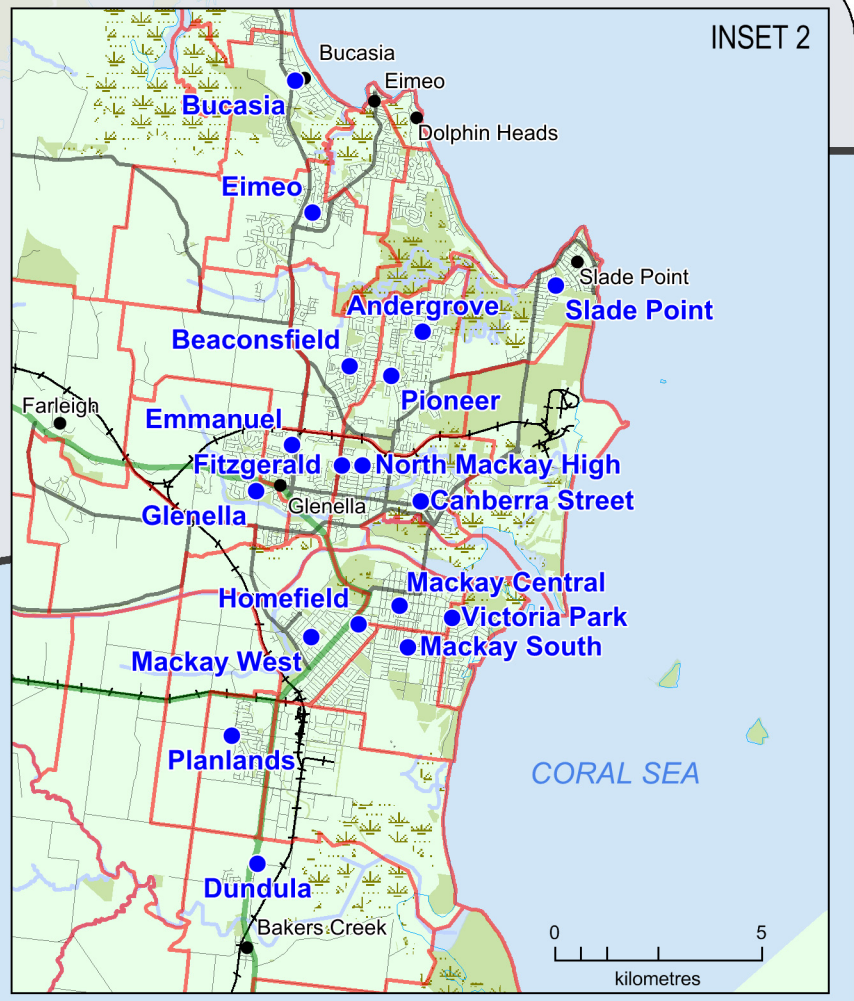 INSET 2
Bucasia
Eimeo
Bucasia
Dolphin Heads
Eimeo
Slade Point
Andergrove
Slade Point
Beaconsfield
Farleigh
Pioneer
Emmanuel
Fitzgerald
North Mackay High
Glenella
Canberra Street
Glenella
Mackay Central
Homefield
Victoria Park
Mackay South
Mackay West
Planlands
CORAL SEA
Dundula
Bakers Creek
0 5
kilometres